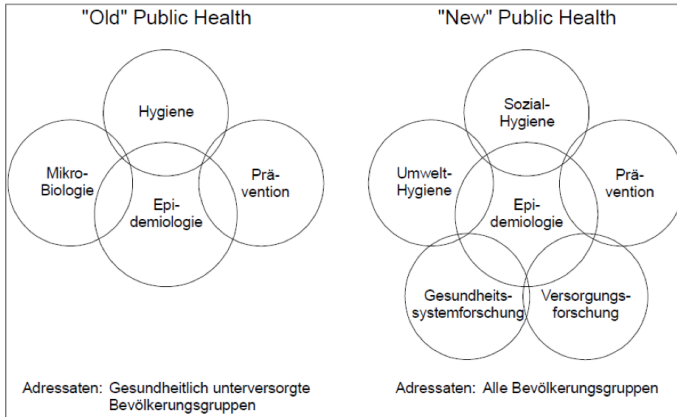 "Old" Public Health
Hygiene
Mikro-
Biologie
Prä-
vention
Epi-
demiologie
Adressaten: Gesundheitlich unterversorgte
Bevölkerungsgruppen
"New" Public Health
Sozial-
Hygiene
Umwelt-
Hygiene
Prä-
vention
Epi-
demiologie
Gesundheits-
systemforschung
Versorgungs-
forschung
Adressaten: Alle Bevölkerungsgruppen